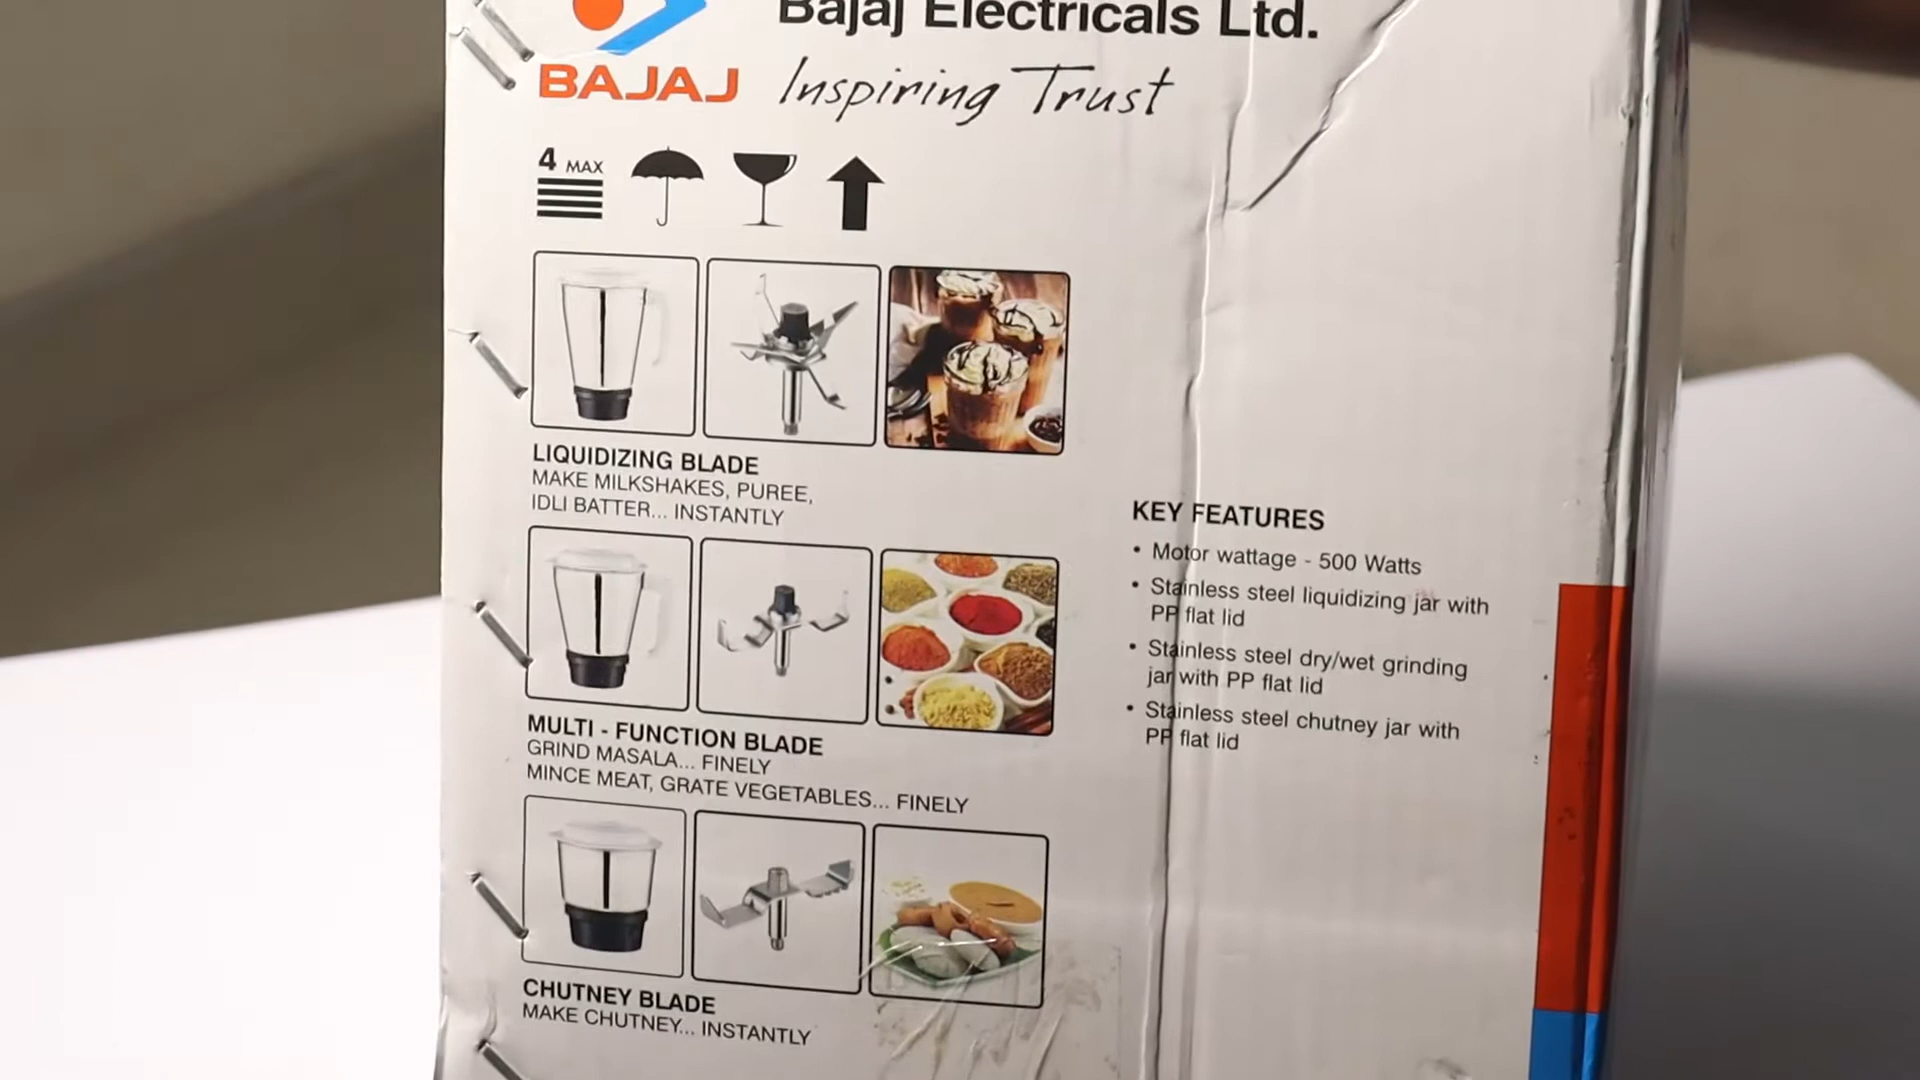 Bajaj Electricals Ltd.
BAJAJ
Inspiring Trust
4 MAX
LIQUIDIZING BLADE
MAKE MILKSHAKES, PUREE,
IDLI BATTER... INSTANTLY
MULTI - FUNCTION BLADE
GRIND MASALA... FINELY
MINCE MEAT, GRATE VEGETABLES... FINELY
CHUTNEY BLADE
MAKE CHUTNEY... INSTANTLY
KEY FEATURES
• Motor wattage - 500 Watts
• Stainless steel liquidizing jar with
PP flat lid
• Stainless steel dry/wet grinding
jar with PP flat lid
• Stainless steel chutney jar with
PP flat lid